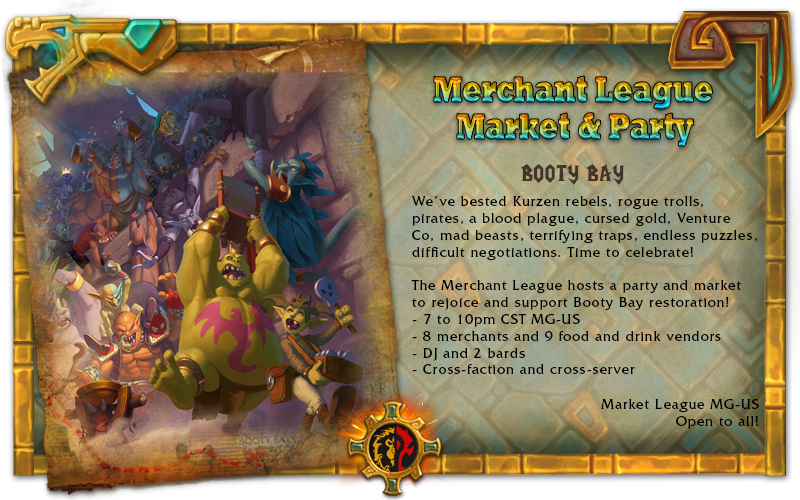 Merchant League
Market & Party
BOOTY BAY
We've bested Kurzen rebels, rogue trolls,
pirates, a blood plague, cursed gold, Venture
Co, mad beasts, terrifying traps, endless puzzles,
difficult negotiations. Time to celebrate!
The Merchant League hosts a party and market
to rejoice and support Booty Bay restoration!
- 7 to 10pm CST MG-US
- 8 merchants and 9 food and drink vendors
- DJ and 2 bards
- Cross-faction and cross-server
Market League MG-US
Open to all!
BOOTY BAY